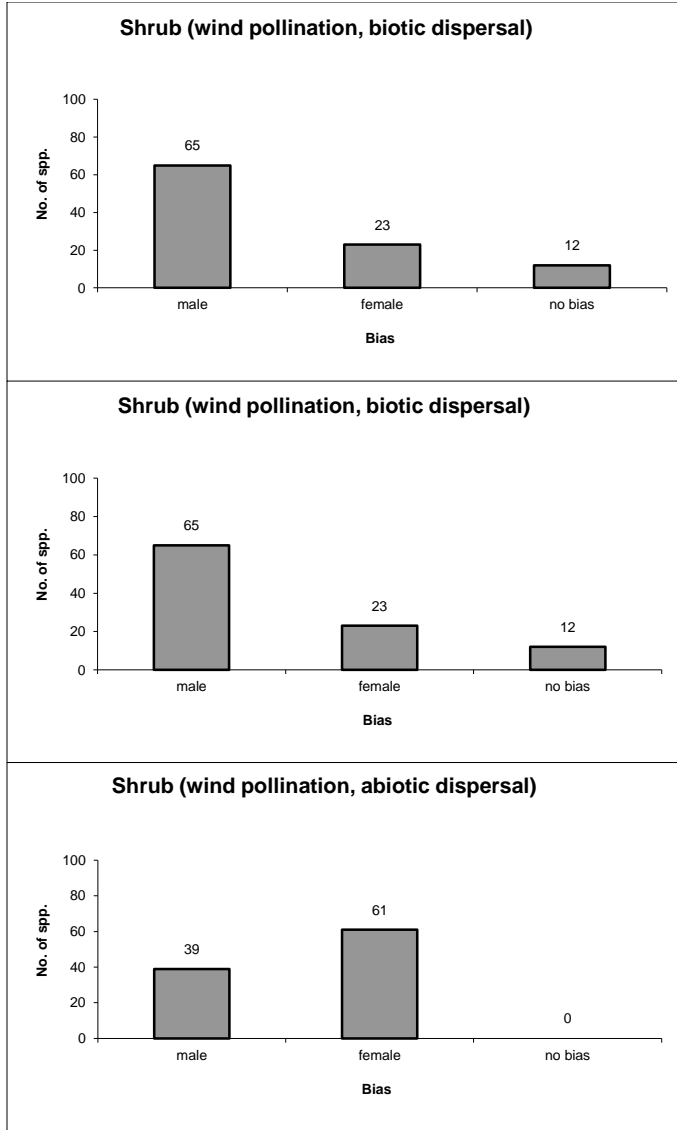 Shrub (wind pollination, biotic dispersal)
100
80
60
40
20
0
No. of spp.
65
23
12
male female no bias
Bias
Shrub (wind pollination, biotic dispersal)
100
80
60
40
20
0
No. of spp.
65
23
12
male female no bias
Bias
Shrub (wind pollination, abiotic dispersal)
100
80
60
40
20
0
No. of spp.
39
61
0
male female no bias
Bias